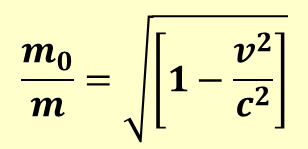 m₀/m = √[1 − v²/c²]